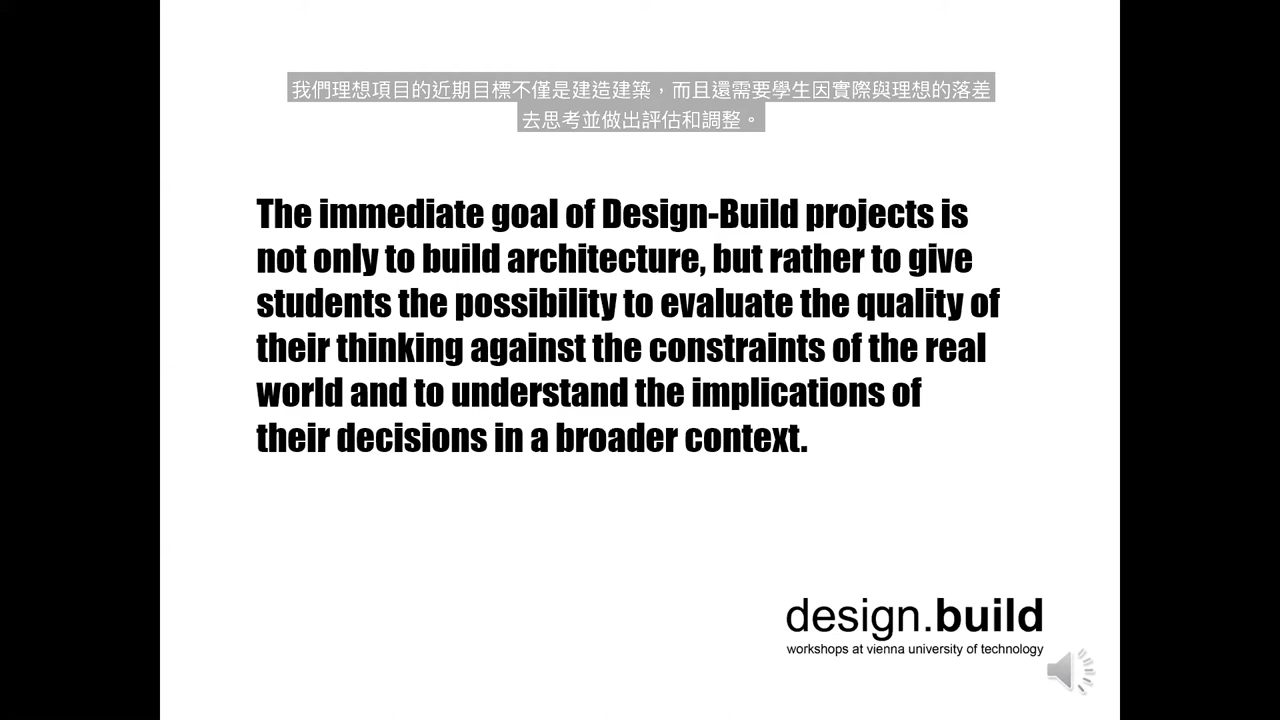 我們理想項目的近期目標不僅是建造建築，而且還需要學生因實際與理想的落差
去思考並做出評估和調整。
The immediate goal of Design-Build projects is
not only to build architecture, but rather to give
students the possibility to evaluate the quality of
their thinking against the constraints of the real
world and to understand the implications of
their decisions in a broader context.
design.build
workshops at vienna university of technology